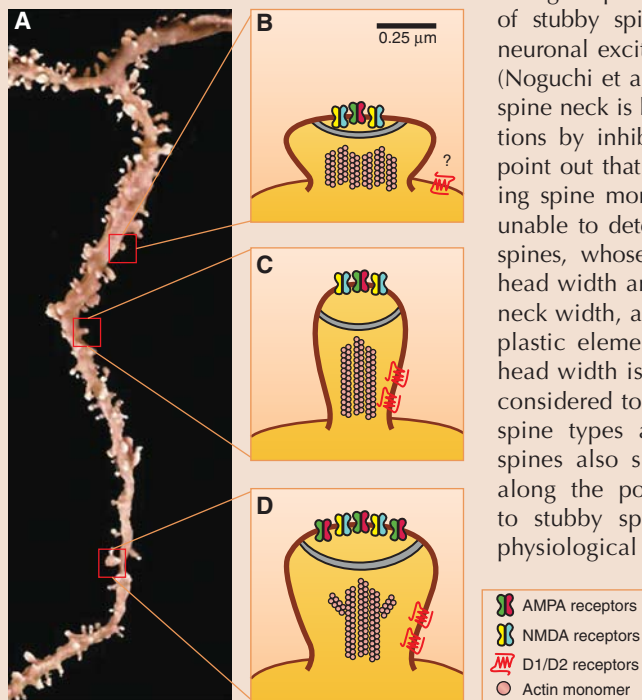 A
B
0.25 μm
?
C
D
of stubby spi
neuronal excit
(Noguchi et a
spine neck is
tions by inhib
point out that
ing spine mor
unable to dete
spines, whose
head width an
neck width, a
plastic eleme
head width is
considered to
spine types a
spines also s
along the po
to stubby sp
physiological
AMPA receptors
NMDA receptors
D1/D2 receptors
Actin monomer